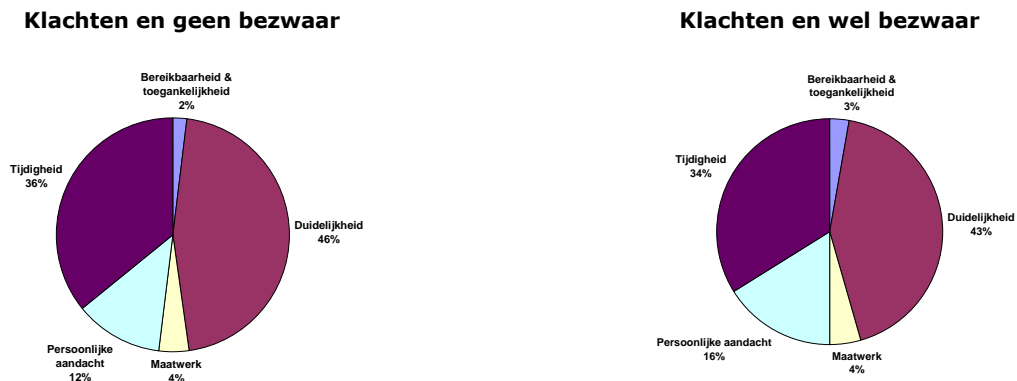 Klachten en geen bezwaar
Bereikbaarheid &
toegankelijkheid
2%
Tijdigheid
36%
Duidelijkheid
46%
Persoonlijke
aandacht
12%
Maatwerk
4%
Klachten en wel bezwaar
Bereikbaarheid &
toegankelijkheid
3%
Tijdigheid
34%
Duidelijkheid
43%
Persoonlijke aandacht
16%
Maatwerk
4%